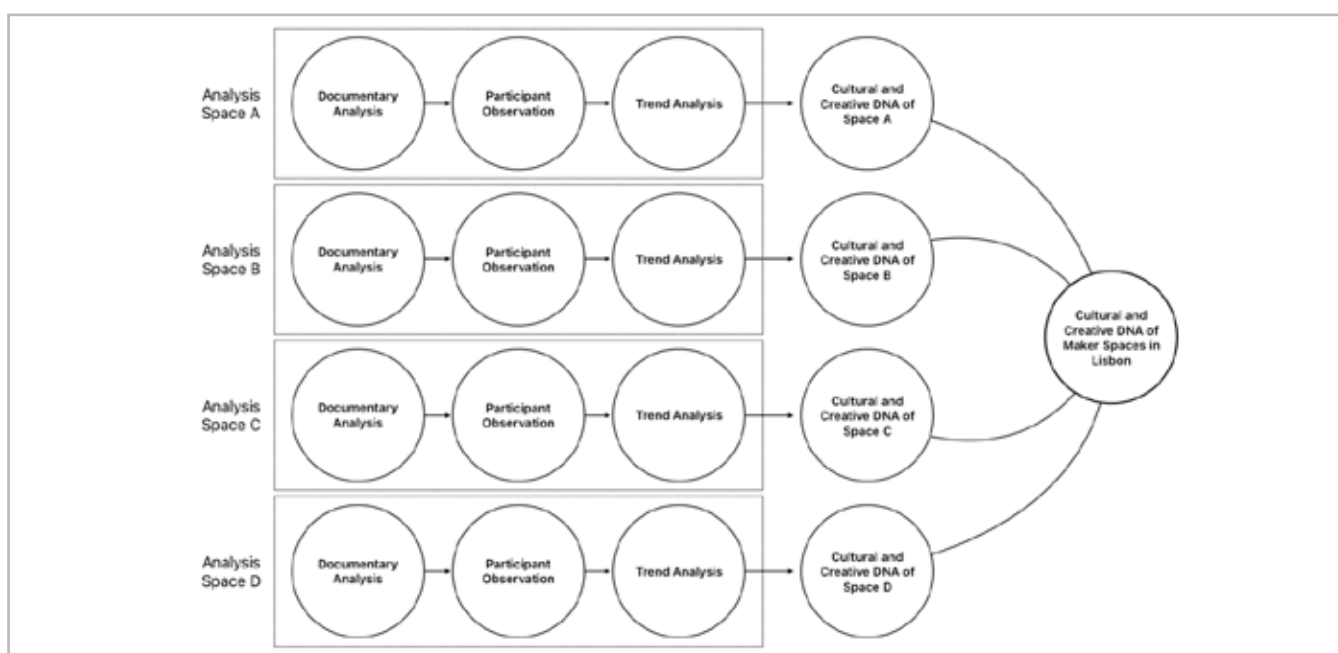 Analysis
Space A
Documentary
Analysis
Participant
Observation
Trend Analysis
Cultural and
Creative DNA of
Space A
Analysis
Space B
Documentary
Analysis
Participant
Observation
Trend Analysis
Cultural and
Creative DNA of
Space B
Cultural and
Creative DNA of
Maker Spaces in
Lisbon
Analysis
Space C
Documentary
Analysis
Participant
Observation
Trend Analysis
Cultural and
Creative DNA of
Space C
Analysis
Space D
Documentary
Analysis
Participant
Observation
Trend Analysis
Cultural and
Creative DNA of
Space D